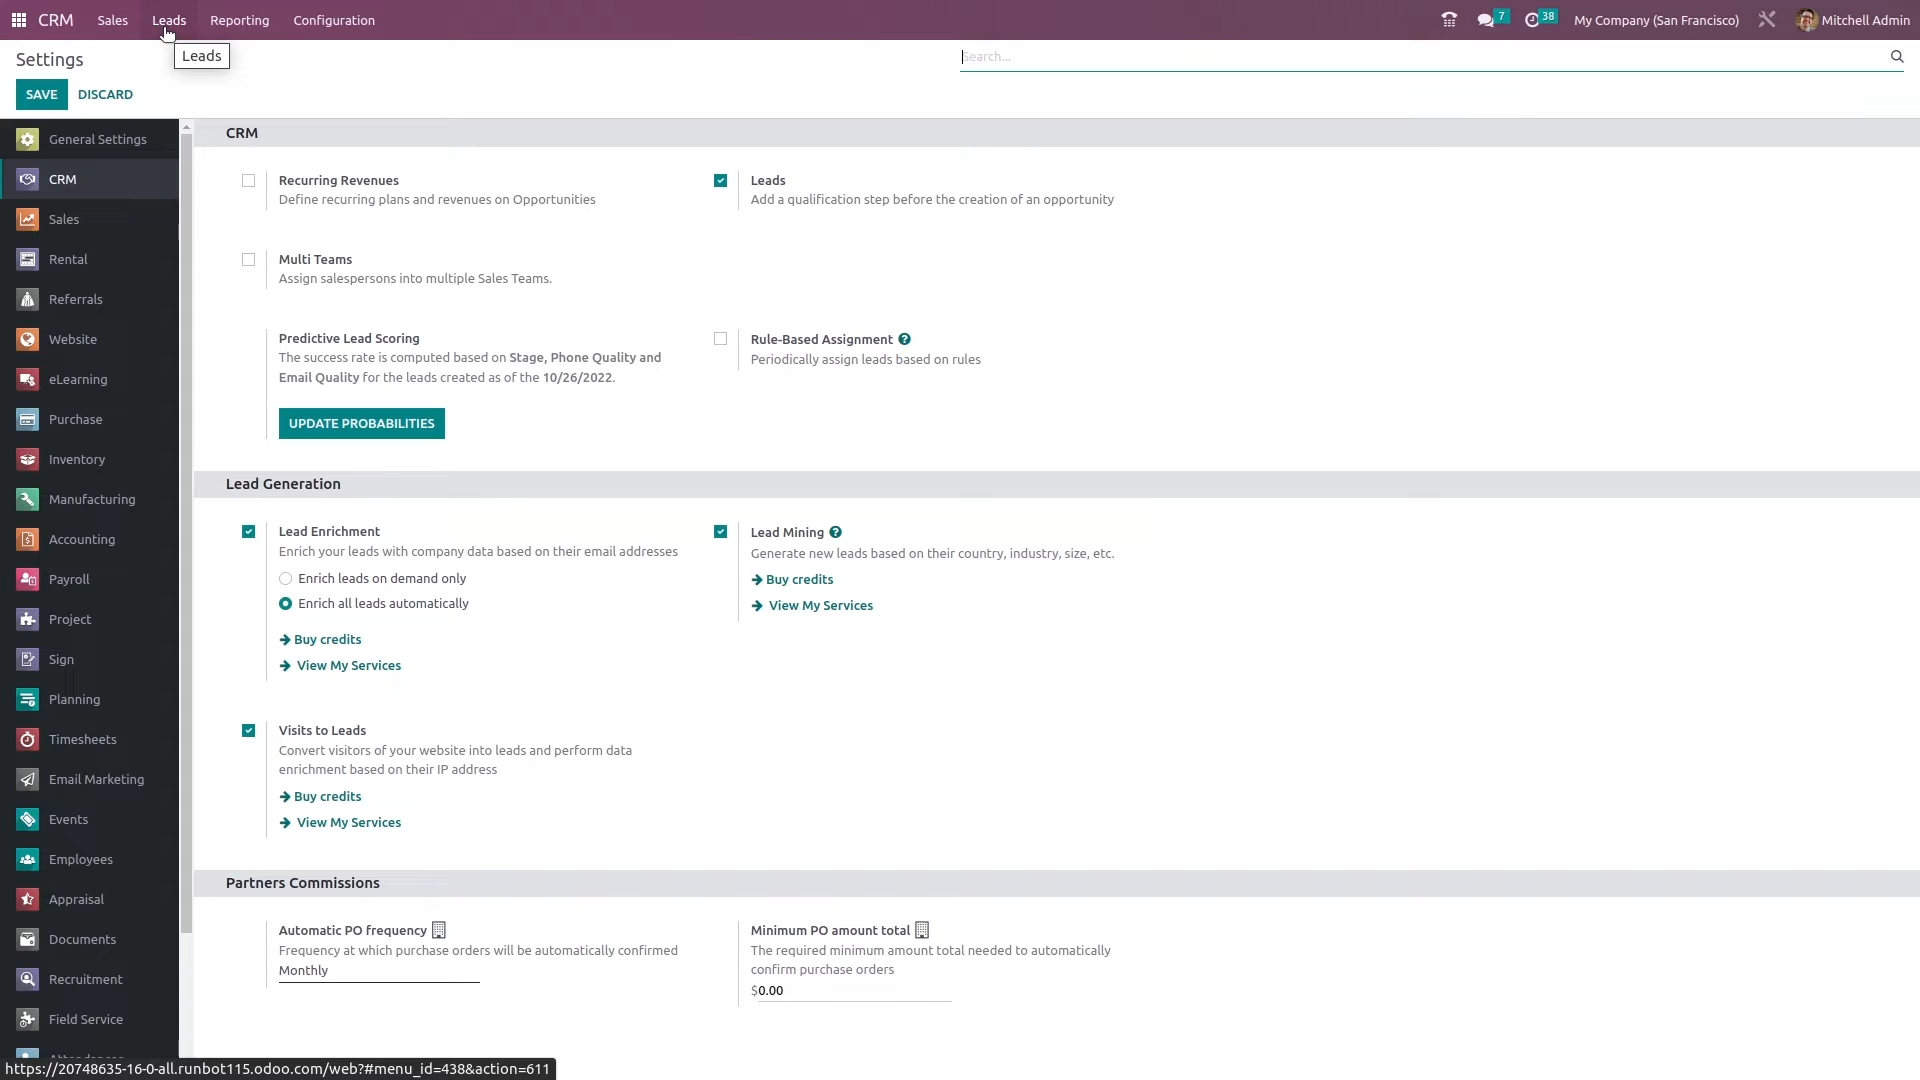 CRM Sales Leads Reporting Configuration 7 38 My Company (San Francisco) Mitchell Admin
Leads
Settings
Search...
SAVE DISCARD
General Settings
CRM
Sales
Rental
Referrals
Website
eLearning
Purchase
Inventory
Manufacturing
Accounting
Payroll
Project
Sign
Planning
Timesheets
Email Marketing
Events
Employees
Appraisal
Documents
Recruitment
Field Service
CRM
Recurring Revenues
Define recurring plans and revenues on Opportunities
Leads
Add a qualification step before the creation of an opportunity
Multi Teams
Assign salespersons into multiple Sales Teams.
Predictive Lead Scoring
The success rate is computed based on Stage, Phone Quality and
Email Quality for the leads created as of the 10/26/2022.
UPDATE PROBABILITIES
Rule-Based Assignment ?
Periodically assign leads based on rules
Lead Generation
Lead Enrichment
Enrich your leads with company data based on their email addresses
Enrich leads on demand only
Enrich all leads automatically
Buy credits
View My Services
Lead Mining ?
Generate new leads based on their country, industry, size, etc.
Buy credits
View My Services
Visits to Leads
Convert visitors of your website into leads and perform data
enrichment based on their IP address
Buy credits
View My Services
Partners Commissions
Automatic PO frequency
Frequency at which purchase orders will be automatically confirmed
Monthly
Minimum PO amount total
The required minimum amount total needed to automatically
confirm purchase orders
$0.00
https://20748635-16-0-all.runbot115.odoo.com/web?#menu_id=438&action=611